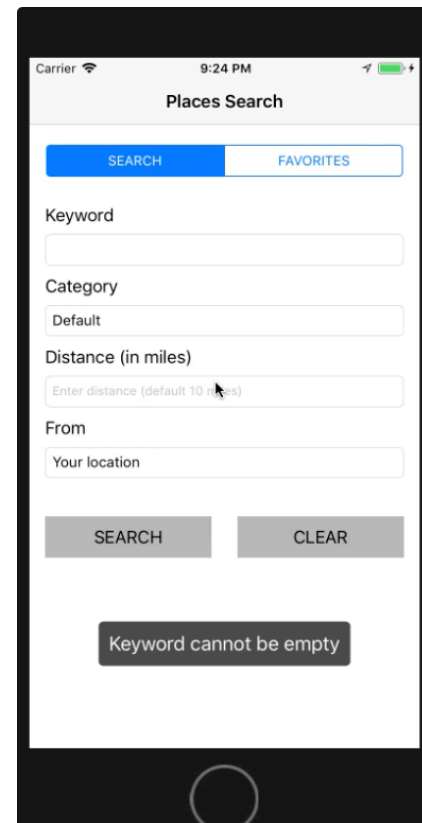 Carrier 9:24 PM
Places Search
SEARCH FAVORITES
Keyword
Category
Default
Distance (in miles)
Enter distance (default 10 miles)
From
Your location
SEARCH CLEAR
Keyword cannot be empty